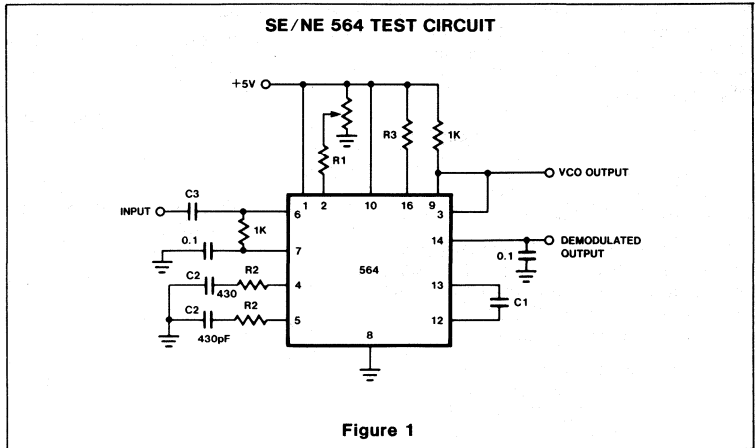 SE/NE 564 TEST CIRCUIT
+5V
R1
R3
1K
C3
INPUT
1K
0.1
C2
430
R2
C2
430pF
R2
6
7
4
5
1
2
10
16
9
3
14
13
12
8
564
VCO OUTPUT
DEMODULATED
OUTPUT
0.1
C1
Figure 1